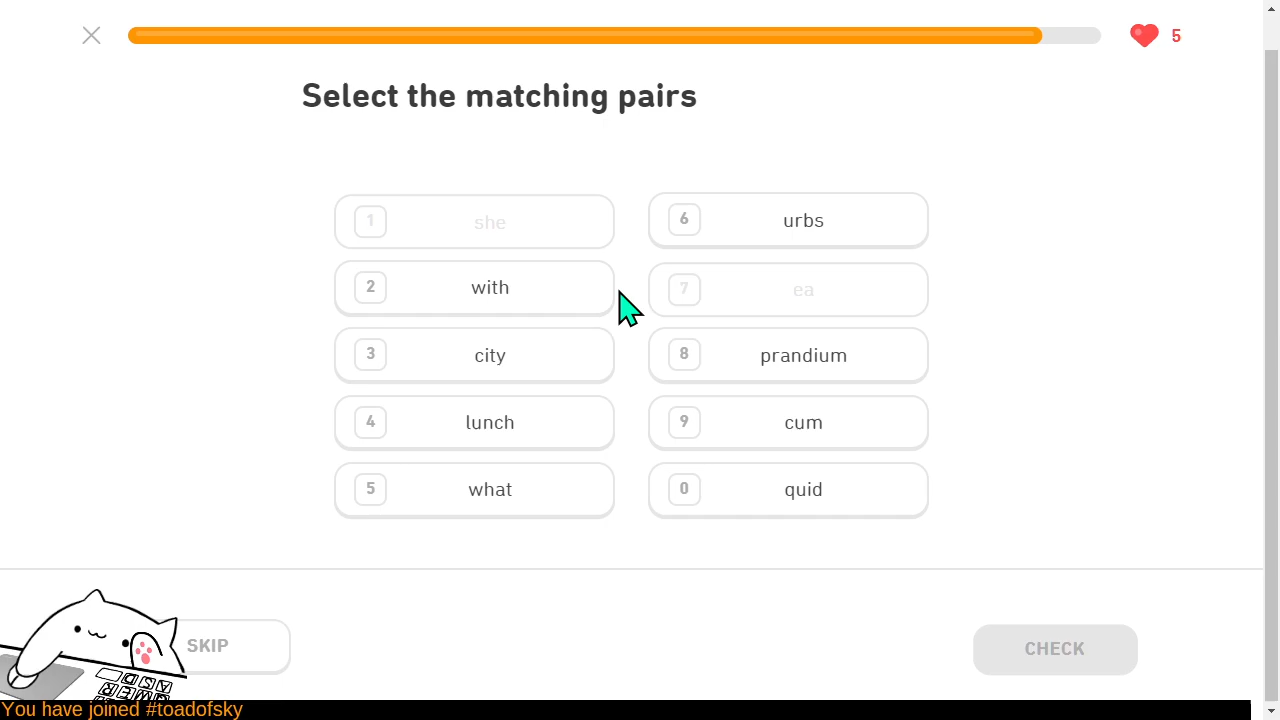 5
Select the matching pairs
1 she
6 urbs
2 with
7 ea
3 city
8 prandium
4 lunch
9 cum
5 what
0 quid
SKIP
CHECK
You have joined #toadofsky